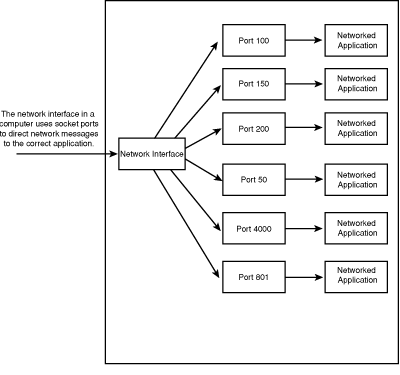 The network interface in a
computer uses socket ports
to direct network messages
to the correct application.
Network Interface
Port 100
Networked
Application
Port 150
Networked
Application
Port 200
Networked
Application
Port 50
Networked
Application
Port 4000
Networked
Application
Port 801
Networked
Application